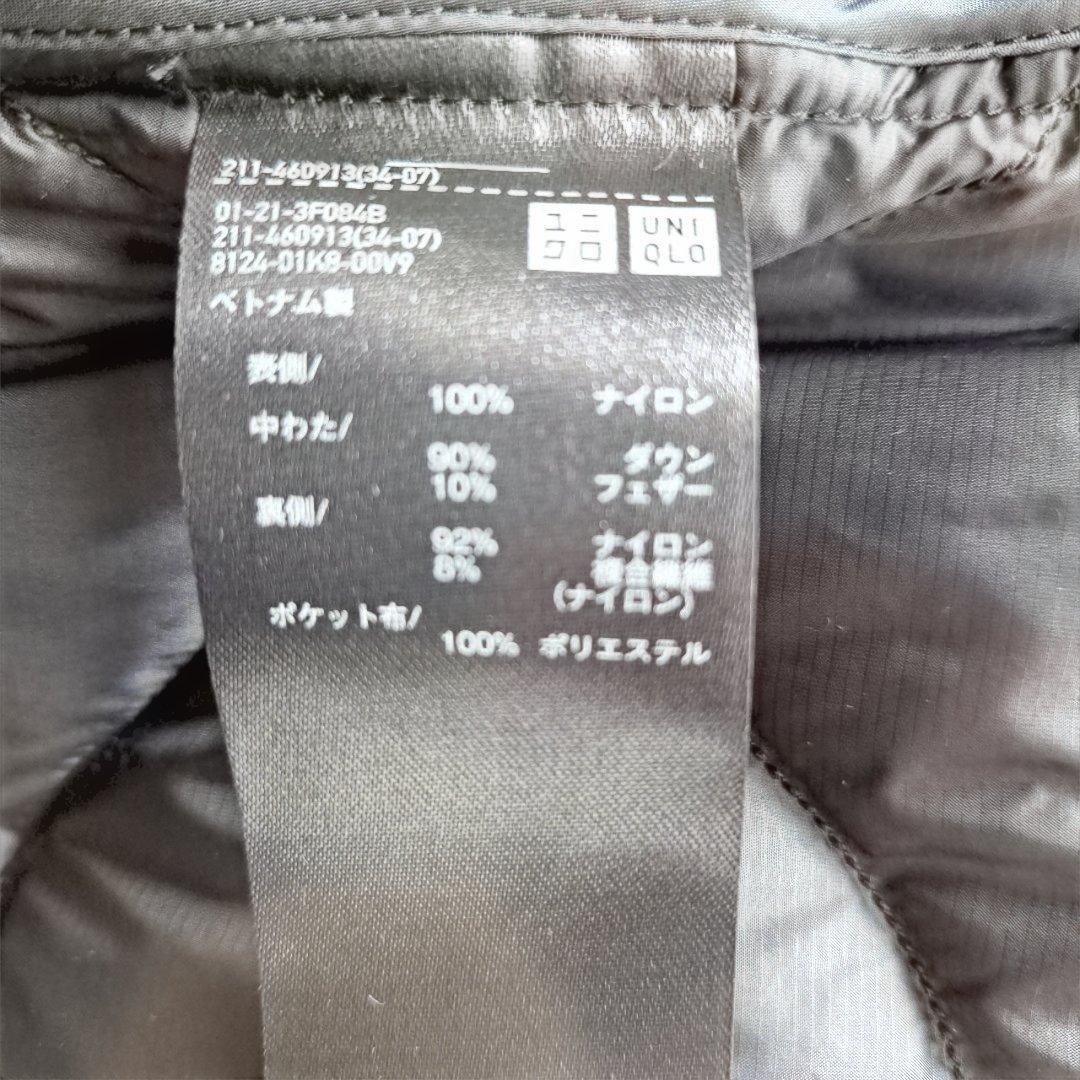 211-460913(34-07)
01-21-3F084B
211-460913(34-07)
8124-01K8-00V9
ユニ
クロ
UNI
QLO
ベトナム製
表側/
100% ナイロン
中わた/
90% ダウン
10% フェザー
裏側/
92% ナイロン
8% 複合繊維
(ナイロン)
ポケット布/
100% ポリエステル